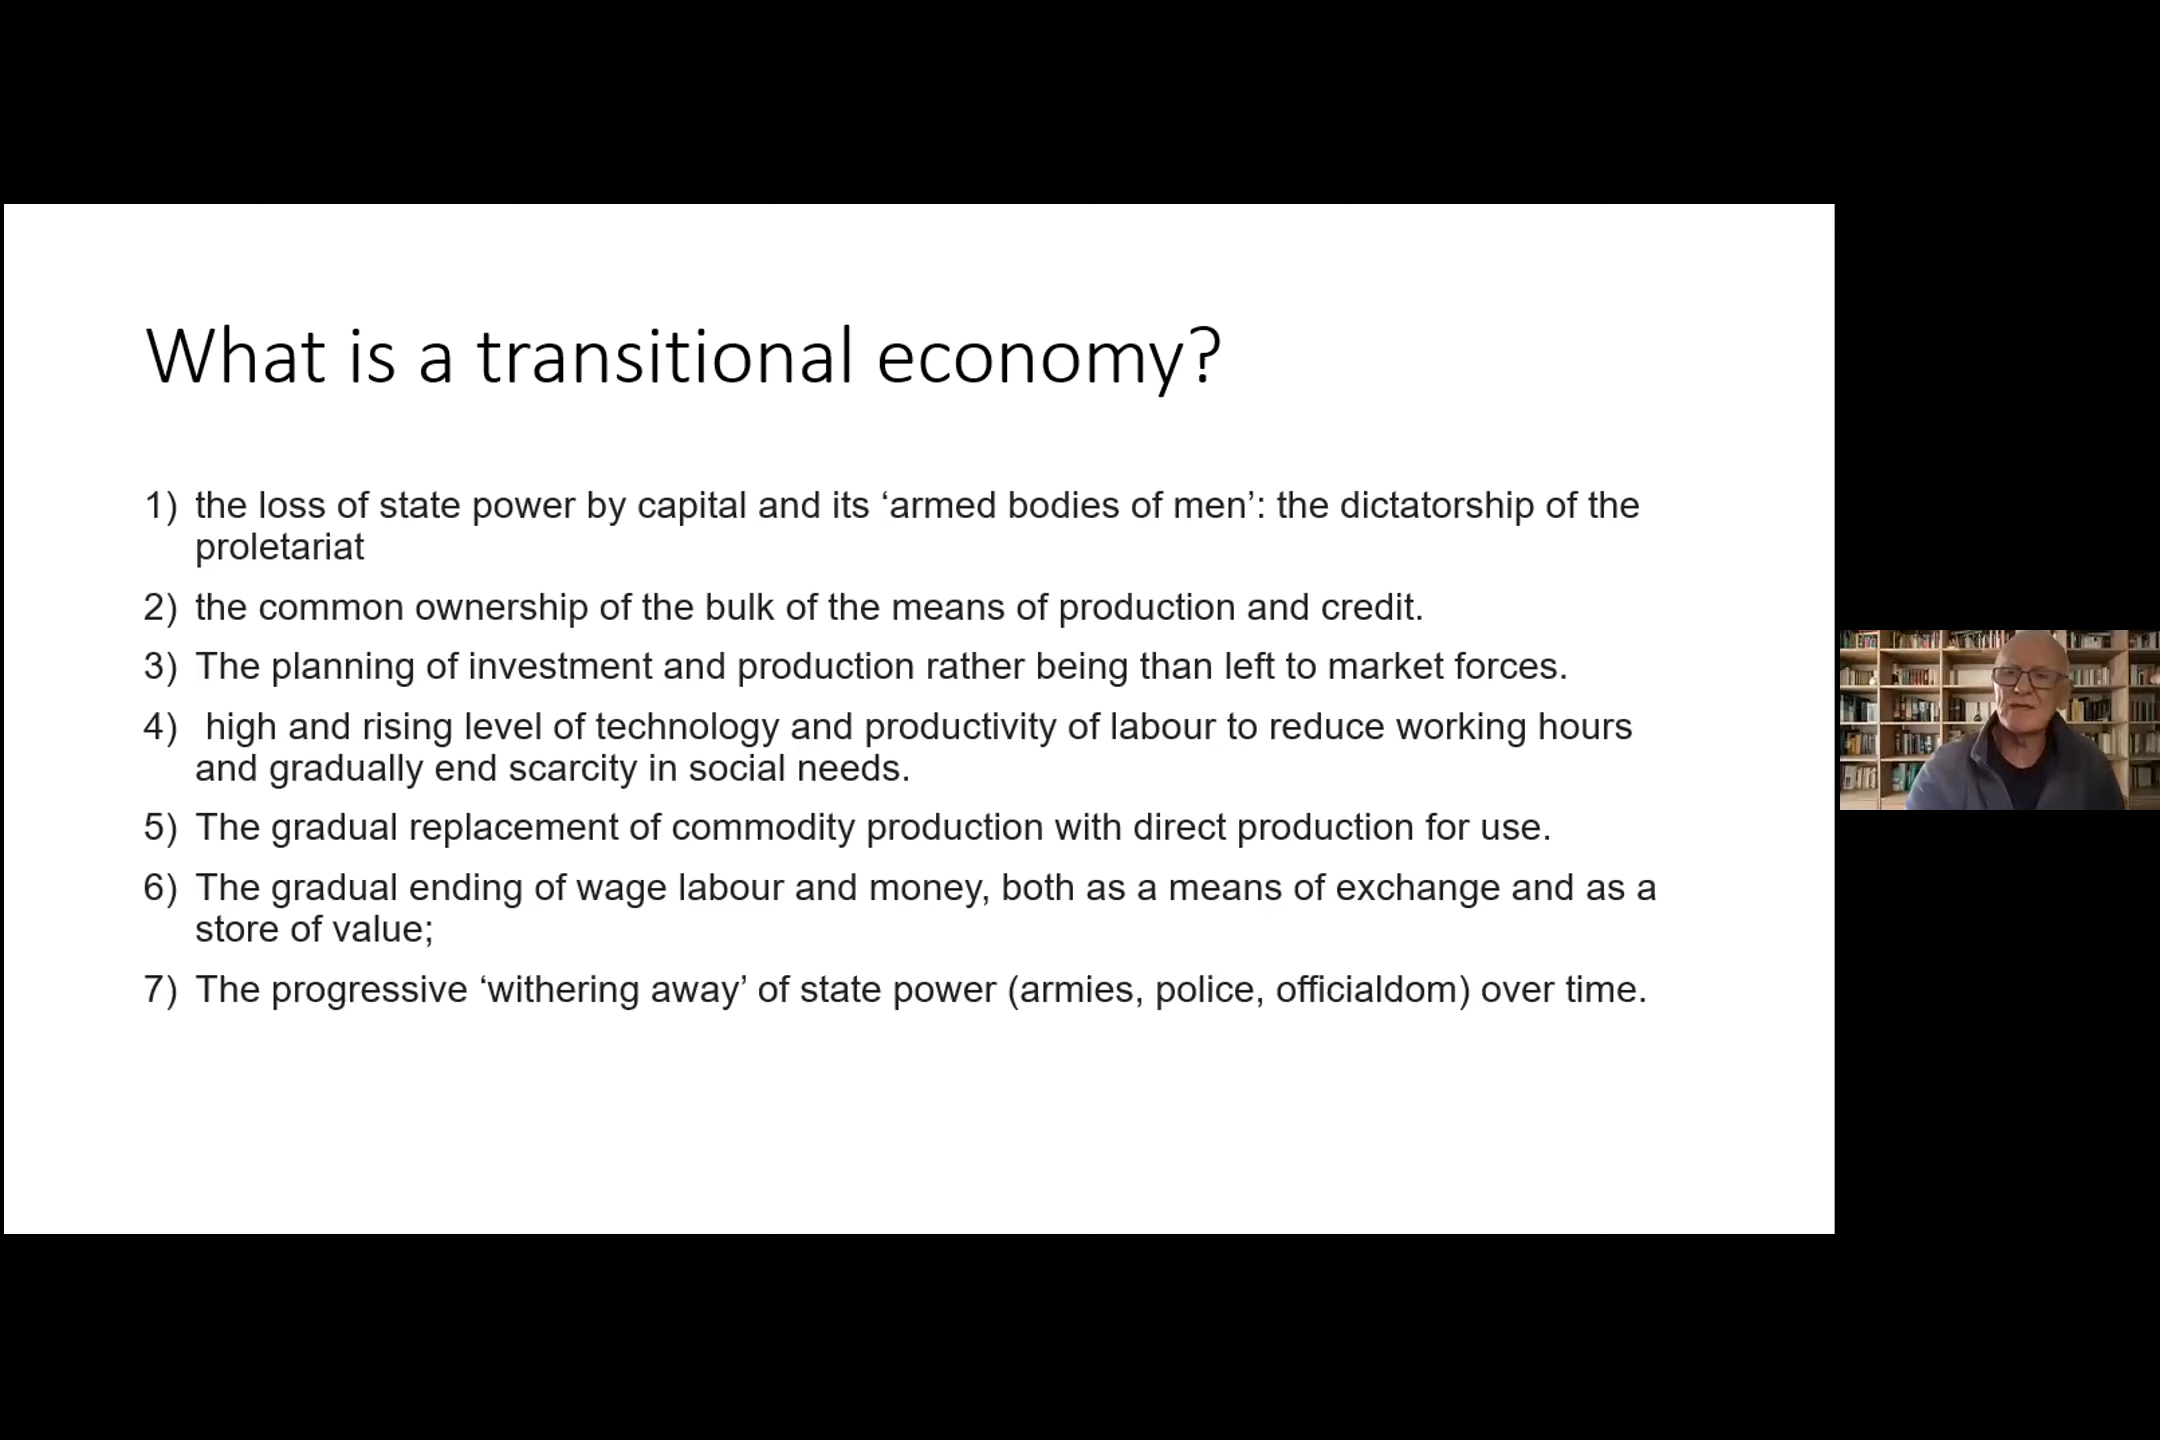 What is a transitional economy?
1) the loss of state power by capital and its ‘armed bodies of men’: the dictatorship of the
proletariat
2) the common ownership of the bulk of the means of production and credit.
3) The planning of investment and production rather being than left to market forces.
4) high and rising level of technology and productivity of labour to reduce working hours
and gradually end scarcity in social needs.
5) The gradual replacement of commodity production with direct production for use.
6) The gradual ending of wage labour and money, both as a means of exchange and as a
store of value;
7) The progressive ‘withering away’ of state power (armies, police, officialdom) over time.